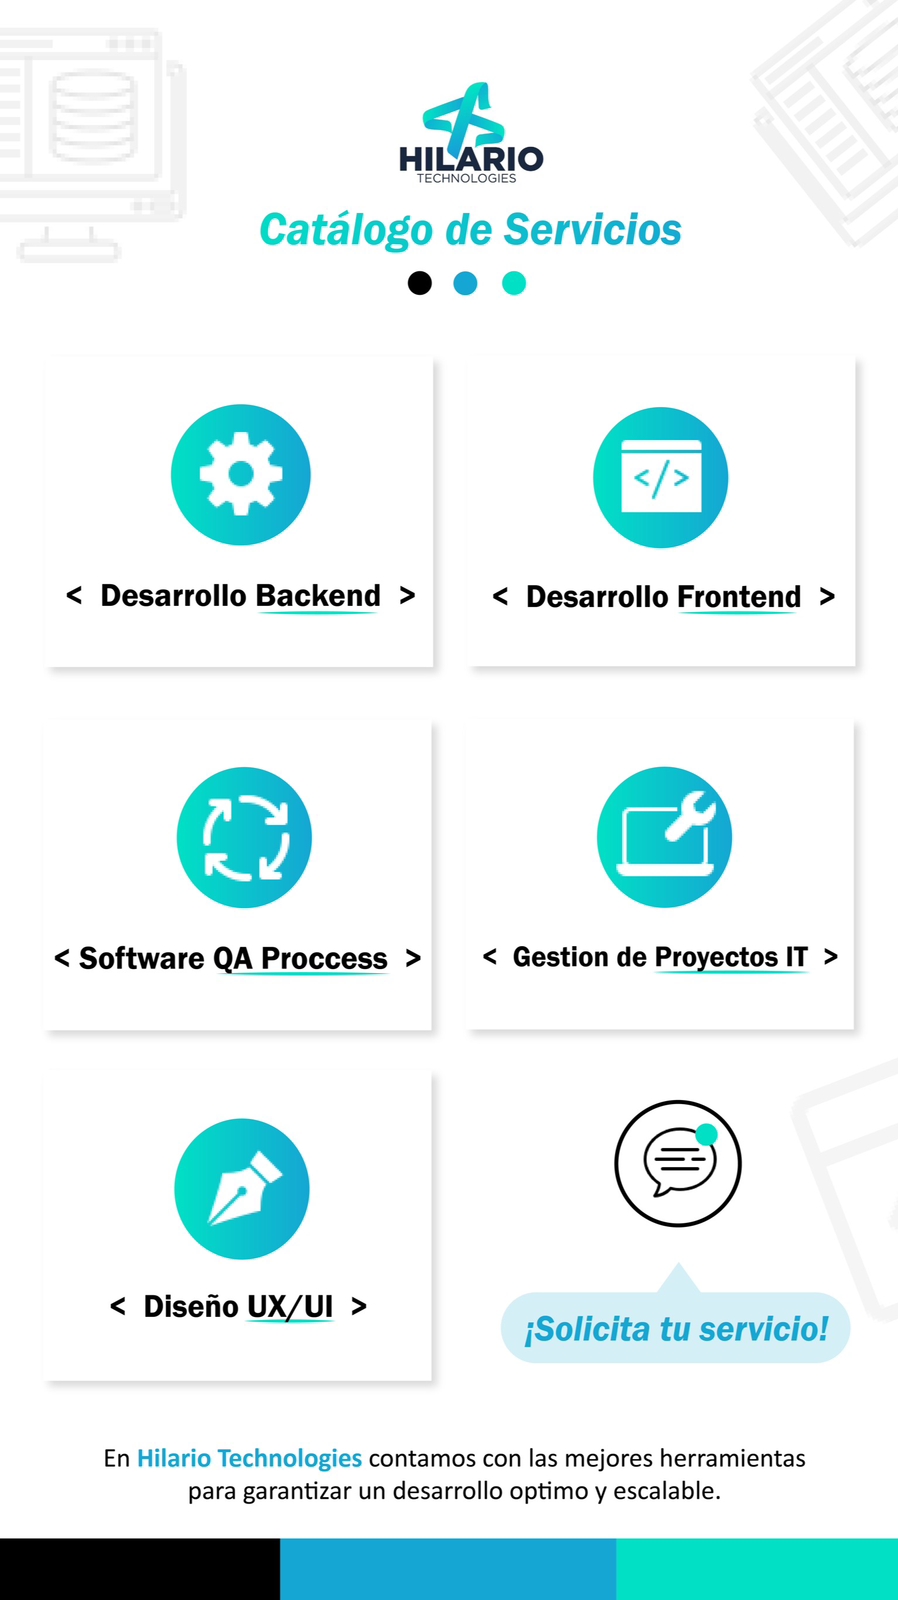 HILARIO
TECHNOLOGIES
Catálogo de Servicios
< Desarrollo Backend >
< Desarrollo Frontend >
< Software QA Proccess >
< Gestion de Proyectos IT >
< Diseño UX/UI >
¡Solicita tu servicio!
En Hilario Technologies contamos con las mejores herramientas
para garantizar un desarrollo optimo y escalable.